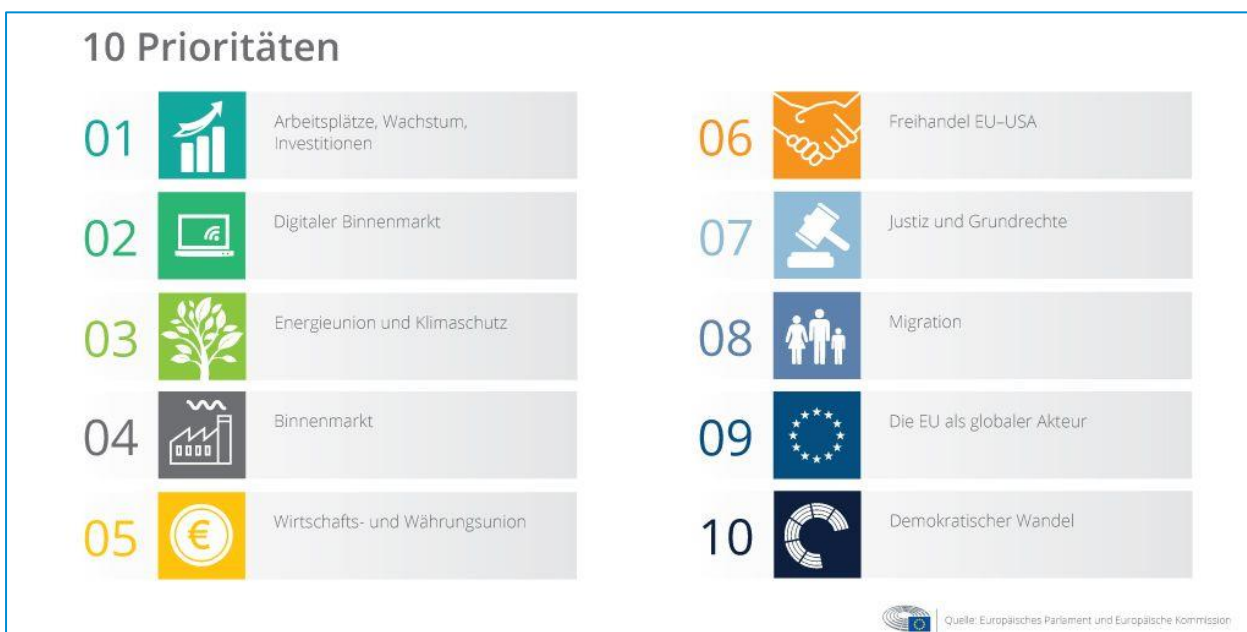 10 Prioritäten
01
Arbeitsplätze, Wachstum,
Investitionen
02
Digitaler Binnenmarkt
03
Energieunion und Klimaschutz
04
Binnenmarkt
05
€
Wirtschafts- und Währungsunion
06
Freihandel EU–USA
07
Justiz und Grundrechte
08
Migration
09
Die EU als globaler Akteur
10
Demokratischer Wandel
Quelle: Europäisches Parlament und Europäische Kommission